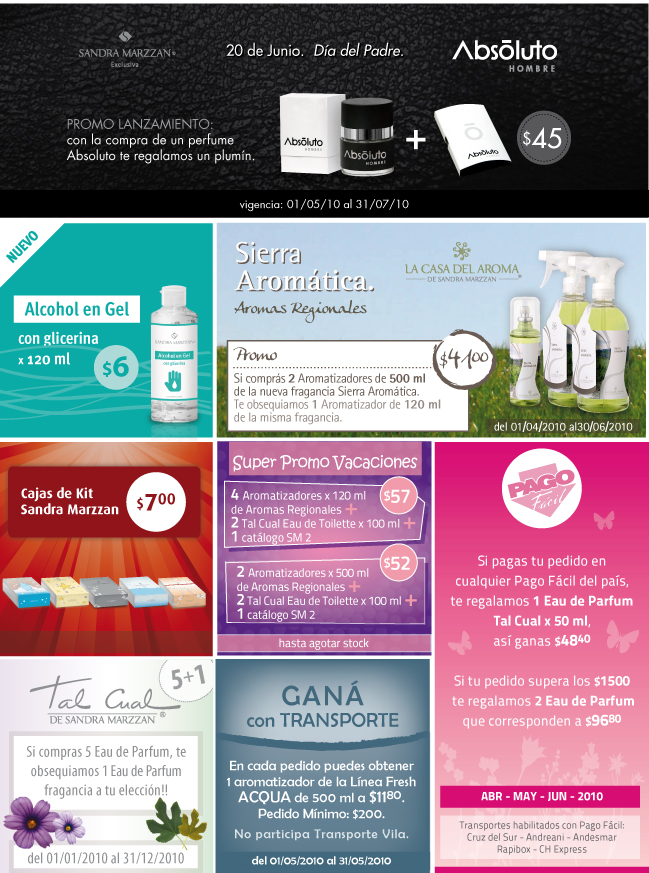 SANDRA MARZZAN®
Exclusive
20 de Junio. Día del Padre.
Absōluto
HOMBRE
PROMO LANZAMIENTO:
con la compra de un perfume
Absoluto te regalamos un plumín.
Absōluto
HOMBRE
Absōluto
HOMBRE
+
Absōluto
$45
vigencia: 01/05/10 al 31/07/10
NUEVO
Alcohol en Gel
con glicerina
x 120 ml
$6
SANDRA MARZZAN
Alcohol en Gel
con glicerina
Sierra
Aromática.
Aromas Regionales
LA CASA DEL AROMA®
DE SANDRA MARZZAN
Promo
$41.00
Si comprás 2 Aromatizadores de 500 ml
de la nueva fragancia Sierra Aromática.
Te obsequiamos 1 Aromatizador de 120 ml
de la misma fragancia.
del 01/04/2010 al30/06/2010
Cajas de Kit
Sandra Marzzan
$7.00
Super Promo Vacaciones
4 Aromatizadores x 120 ml
de Aromas Regionales +
2 Tal Cual Eau de Toilette x 100 ml +
1 catálogo SM 2
$57
2 Aromatizadores x 500 ml
de Aromas Regionales +
2 Tal Cual Eau de Toilette x 100 ml +
1 catálogo SM 2
$52
hasta agotar stock
PAGO
Fácil
Si pagas tu pedido en
cualquier Pago Fácil del país,
te regalamos 1 Eau de Parfum
Tal Cual x 50 ml,
así ganas $48.40
Si tu pedido supera los $1500
te regalamos 2 Eau de Parfum
que corresponden a $96.80
ABR - MAY - JUN - 2010
Transportes habilitados con Pago Fácil:
Cruz del Sur - Andreani - Andesmar
Rapibox - CH Express
5+1
Tal Cual
DE SANDRA MARZZAN®
Si compras 5 Eau de Parfum, te
obsequiamos 1 Eau de Parfum
fragancia a tu elección!!
del 01/01/2010 al 31/12/2010
GANÁ
con TRANSPORTE
En cada pedido puedes obtener
1 aromatizador de la Línea Fresh
ACQUA de 500 ml a $11.80.
Pedido Mínimo: $200.
No participa Transporte Vila.
del 01/05/2010 al 31/05/2010